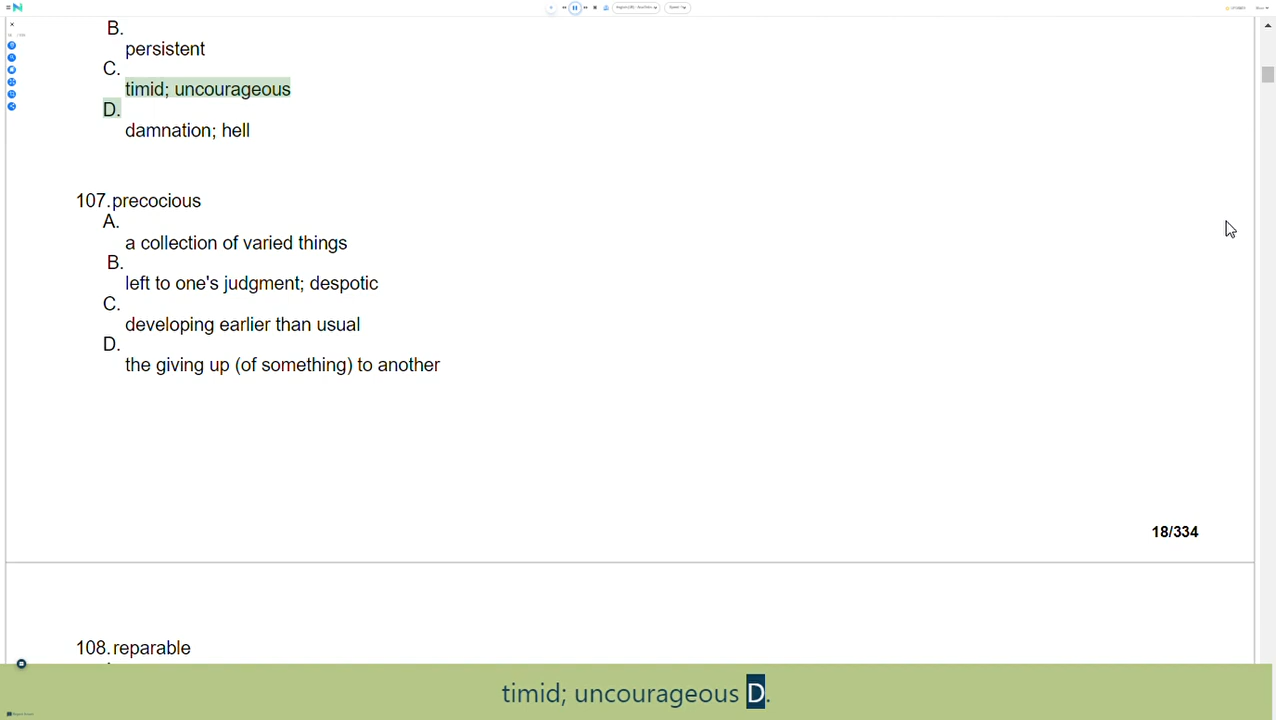 B.
persistent
C.
timid; uncourageous
D.
damnation; hell
107.precocious
A.
a collection of varied things
B.
left to one's judgment; despotic
C.
developing earlier than usual
D.
the giving up (of something) to another
18/334
108.reparable
timid; uncourageous D.